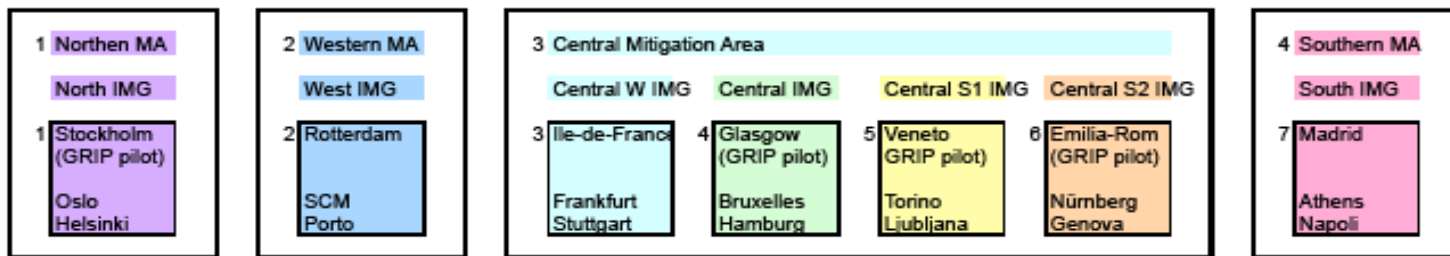 1 Northen MA
North IMG
1 Stockholm
(GRIP pilot)
Oslo
Helsinki
2 Western MA
West IMG
2 Rotterdam
SCM
Porto
3 Central Mitigation Area
Central W IMG
3 Ile-de-France
Frankfurt
Stuttgart
Central IMG
4 Glasgow
(GRIP pilot)
Bruxelles
Hamburg
Central S1 IMG
5 Veneto
GRIP pilot)
Torino
Ljubljana
Central S2 IMG
6 Emilia-Rom
(GRIP pilot)
Nürnberg
Genova
4 Southern MA
South IMG
7 Madrid
Athens
Napoli